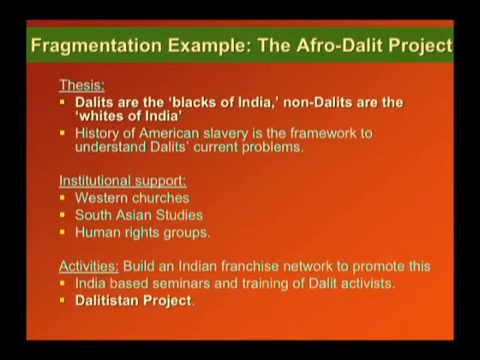 Fragmentation Example: The Afro-Dalit Project
Thesis:
Dalits are the ‘blacks of India,’ non-Dalits are the
‘whites of India’
History of American slavery is the framework to
understand Dalits’ current problems.
Institutional support:
Western churches
South Asian Studies
Human rights groups.
Activities: Build an Indian franchise network to promote this
India based seminars and training of Dalit activists.
Dalitistan Project.